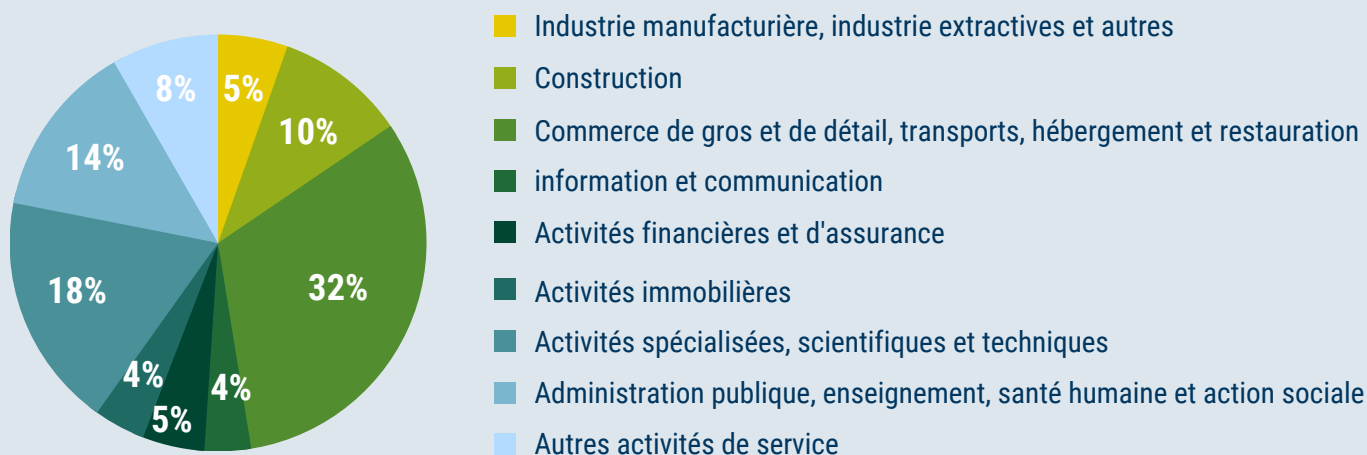 8%
5%
10%
14%
32%
18%
4%
4%
5%
Industrie manufacturière, industrie extractives et autres
Construction
Commerce de gros et de détail, transports, hébergement et restauration
information et communication
Activités financières et d'assurance
Activités immobilières
Activités spécialisées, scientifiques et techniques
Administration publique, enseignement, santé humaine et action sociale
Autres activités de service